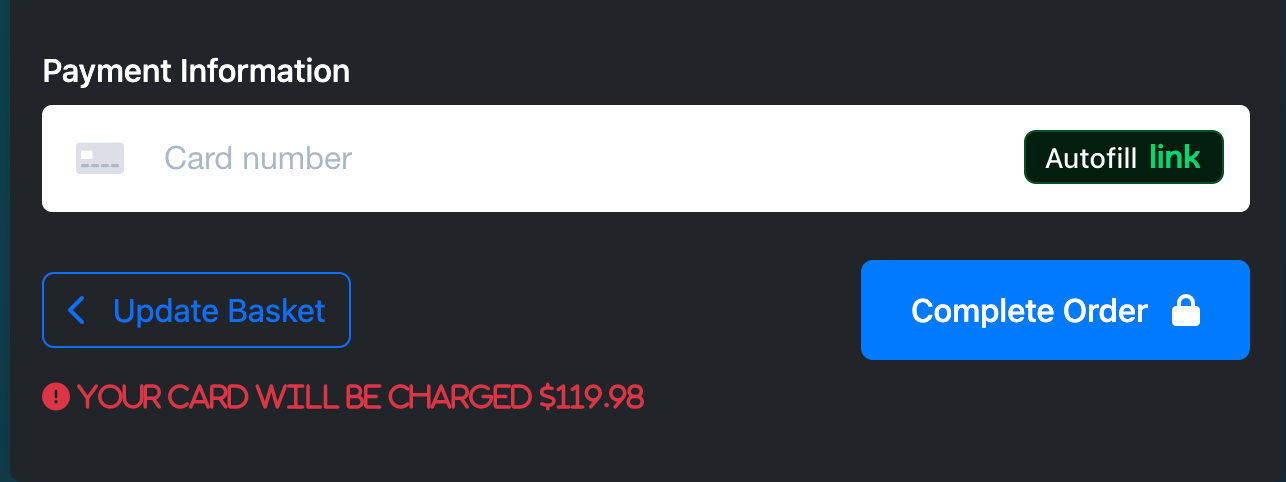 Payment Information
Card number
Autofill link
Update Basket
Complete Order
YOUR CARD WILL BE CHARGED $119.98